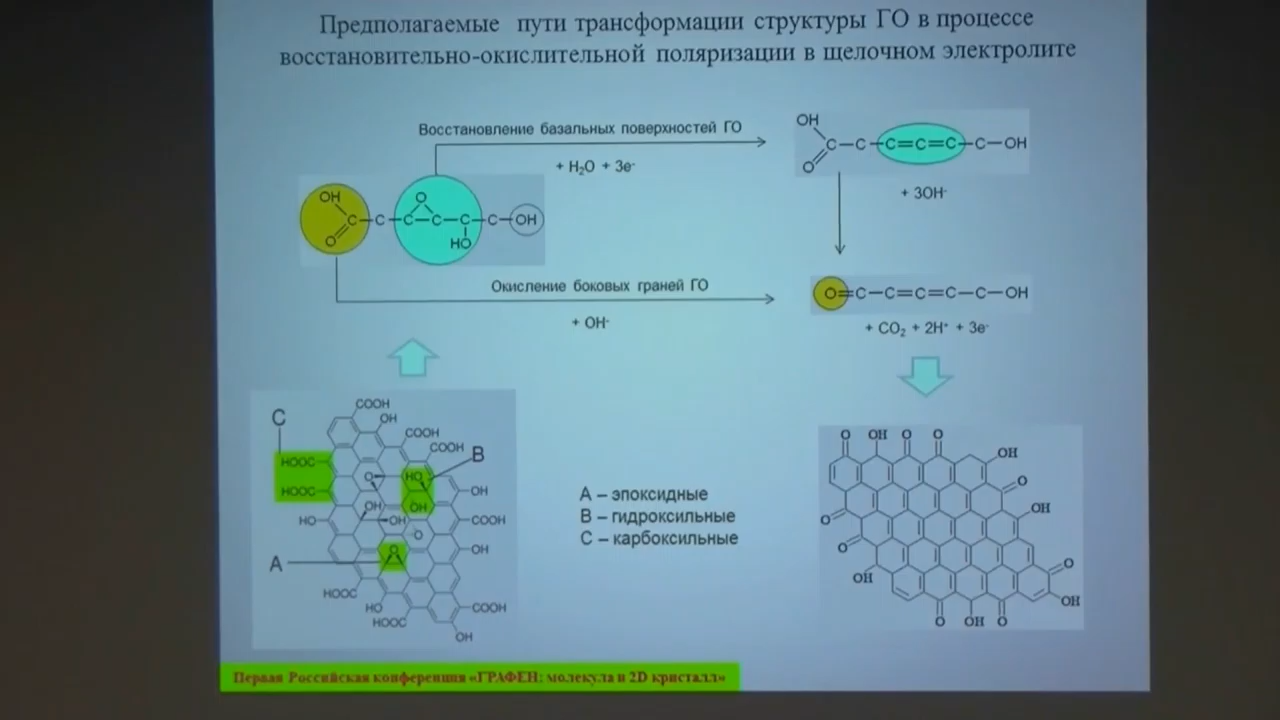 Предполагаемые пути трансформации структуры ГО в процессе
восстановительно-окислительной поляризации в щелочном электролите
Восстановление базальных поверхностей ГО
+ H₂O + 3e⁻
OH
C–C–C=C=C–C–OH
O
+ 3OH⁻
OH
O
C–C–C–C–C–C–OH
O
HO
Окисление боковых граней ГО
+ OH⁻
O=C–C=C=C–C–OH
+ CO₂ + 2H⁺ + 3e⁻
C
COOH
OH
COOH
COOH
B
HOOC
O
HO
HOOC
OH
OH
OH
HO
OH
COOH
O
A
O
OH
HOOC
HO
COOH
HOOC
OH
A – эпоксидные
B – гидроксильные
C – карбоксильные
O OH O O
OH
O
OH
O
O
OH
O
OH
O OH O
Первая Российская конференция «ГРАФЕН: молекула и 2D кристалл»